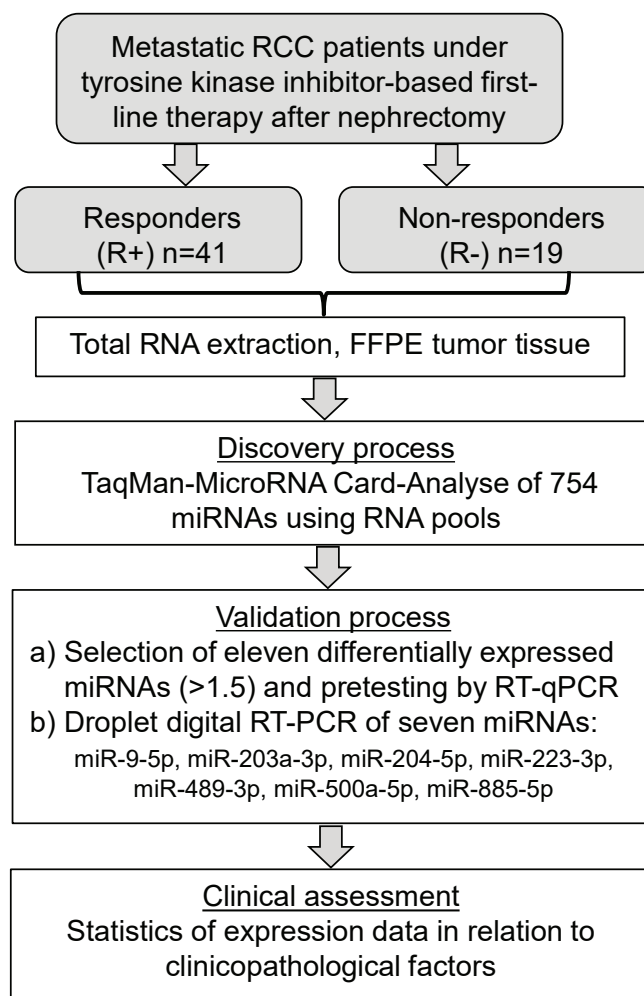 Metastatic RCC patients under
tyrosine kinase inhibitor-based first-
line therapy after nephrectomy
Responders
(R+) n=41
Non-responders
(R-) n=19
Total RNA extraction, FFPE tumor tissue
Discovery process
TaqMan-MicroRNA Card-Analyse of 754
miRNAs using RNA pools
Validation process
a) Selection of eleven differentially expressed
miRNAs (>1.5) and pretesting by RT-qPCR
b) Droplet digital RT-PCR of seven miRNAs:
miR-9-5p, miR-203a-3p, miR-204-5p, miR-223-3p,
miR-489-3p, miR-500a-5p, miR-885-5p
Clinical assessment
Statistics of expression data in relation to
clinicopathological factors